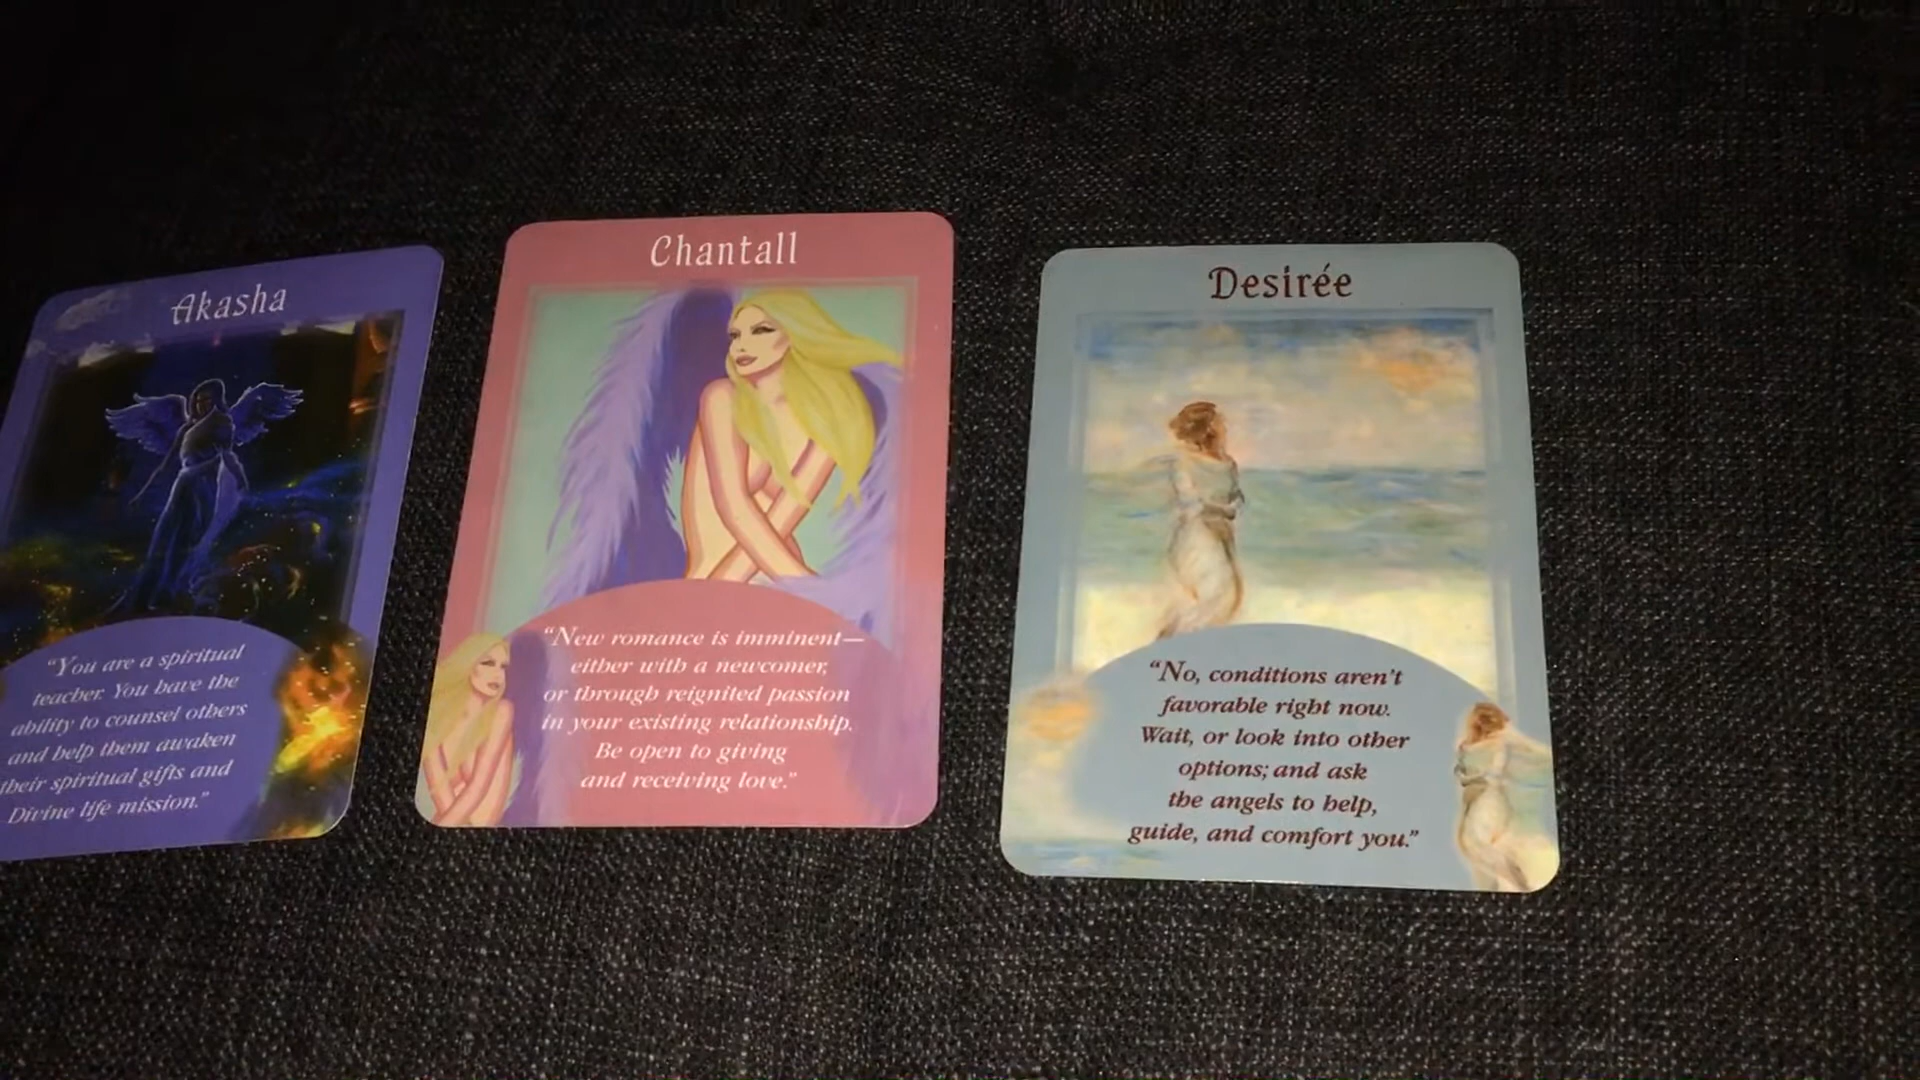 Akasha
"You are a spiritual
teacher. You have the
ability to counsel others
and help them awaken
their spiritual gifts and
Divine life mission."
Chantall
"New romance is imminent—
either with a newcomer,
or through reignited passion
in your existing relationship.
Be open to giving
and receiving love."
Desirée
"No, conditions aren't
favorable right now.
Wait, or look into other
options; and ask
the angels to help,
guide, and comfort you."